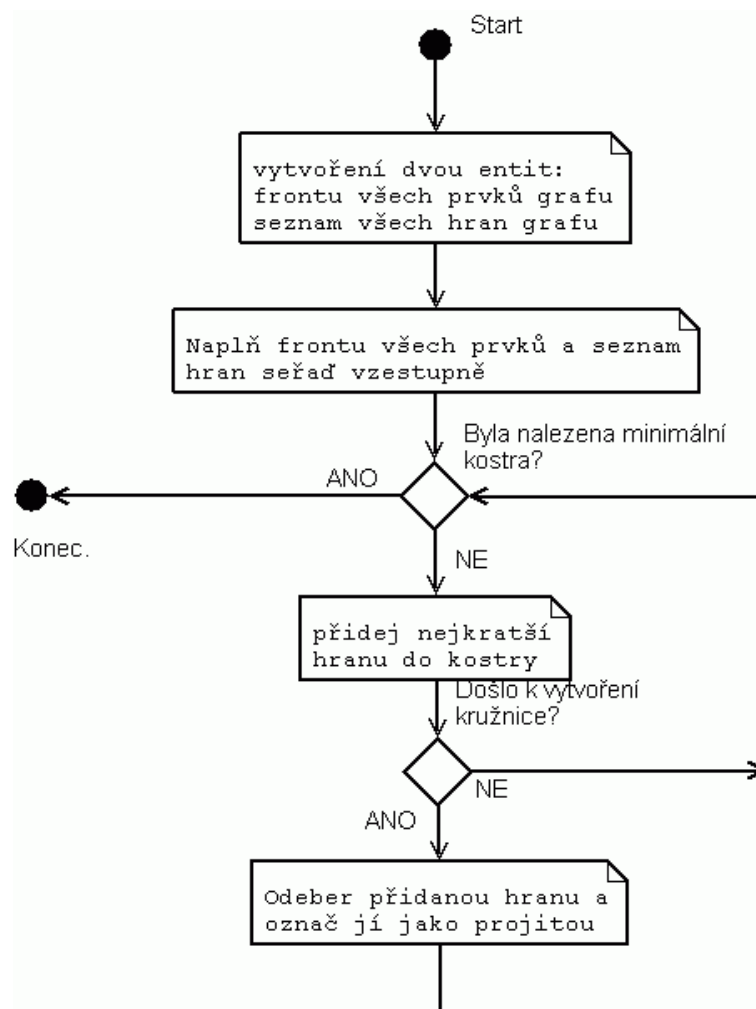 Start
vytvoření dvou entit:
frontu všech prvků grafu
seznam všech hran grafu
Naplň frontu všech prvků a seznam
hran seřaď vzestupně
Byla nalezena minimální
kostra?
ANO
Konec.
NE
přidej nejkratší
hranu do kostry
Došlo k vytvoření
kružnice?
NE
ANO
Odeber přidanou hranu a
označ jí jako projitou